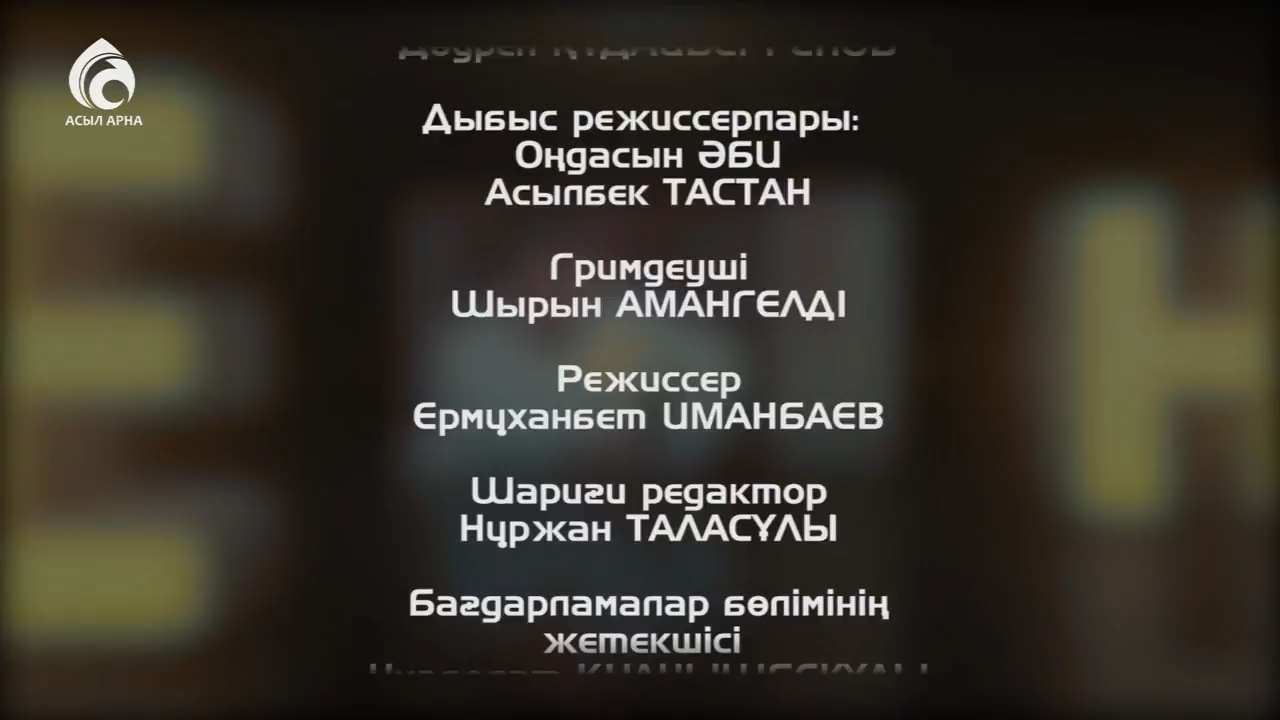 АСЫЛ АРНА
Дыбыс режиссерлары:
Оңдасын ӘБИ
Асылбек ТАСТАН
Гримдеуші
Шырын АМАНГЕЛДІ
Режиссер
Ермұханбет ИМАНБАЕВ
Шариғи редактор
Нұржан ТАЛАСҰЛЫ
Бағдарламалар бөлімінің
жетекшісі